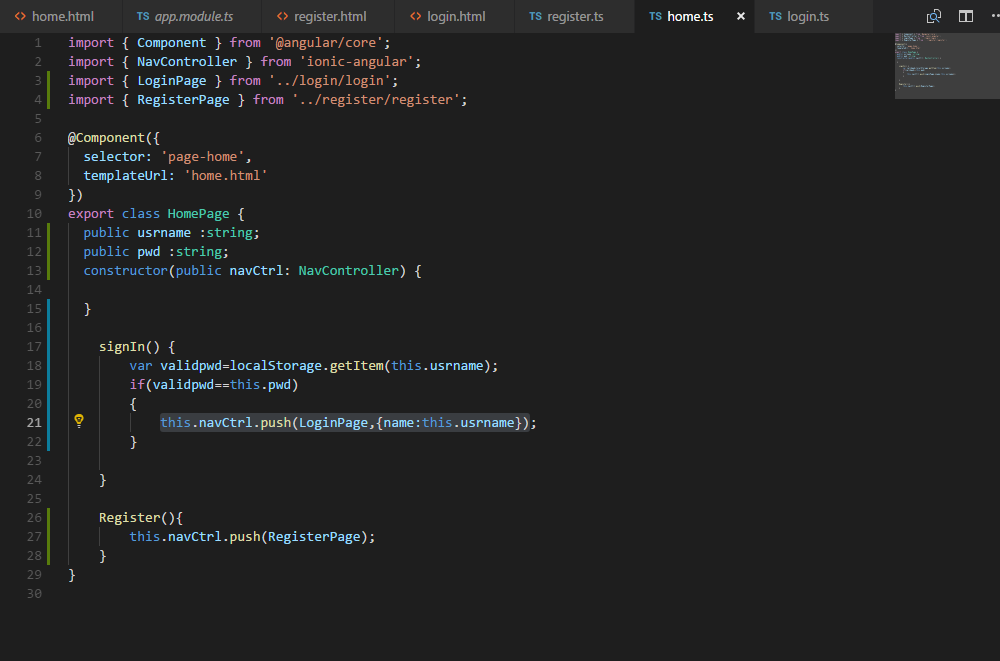 home.html TS app.module.ts register.html login.html TS register.ts TS home.ts × TS login.ts
1 import { Component } from '@angular/core';
2 import { NavController } from 'ionic-angular';
3 import { LoginPage } from '../login/login';
4 import { RegisterPage } from '../register/register';
5
6 @Component({
7   selector: 'page-home',
8   templateUrl: 'home.html'
9 })
10 export class HomePage {
11   public usrname :string;
12   public pwd :string;
13   constructor(public navCtrl: NavController) {
14
15   }
16
17     signIn() {
18         var validpwd=localStorage.getItem(this.usrname);
19         if(validpwd==this.pwd)
20         {
21             this.navCtrl.push(LoginPage,{name:this.usrname});
22         }
23
24     }
25
26     Register(){
27         this.navCtrl.push(RegisterPage);
28     }
29 }
30